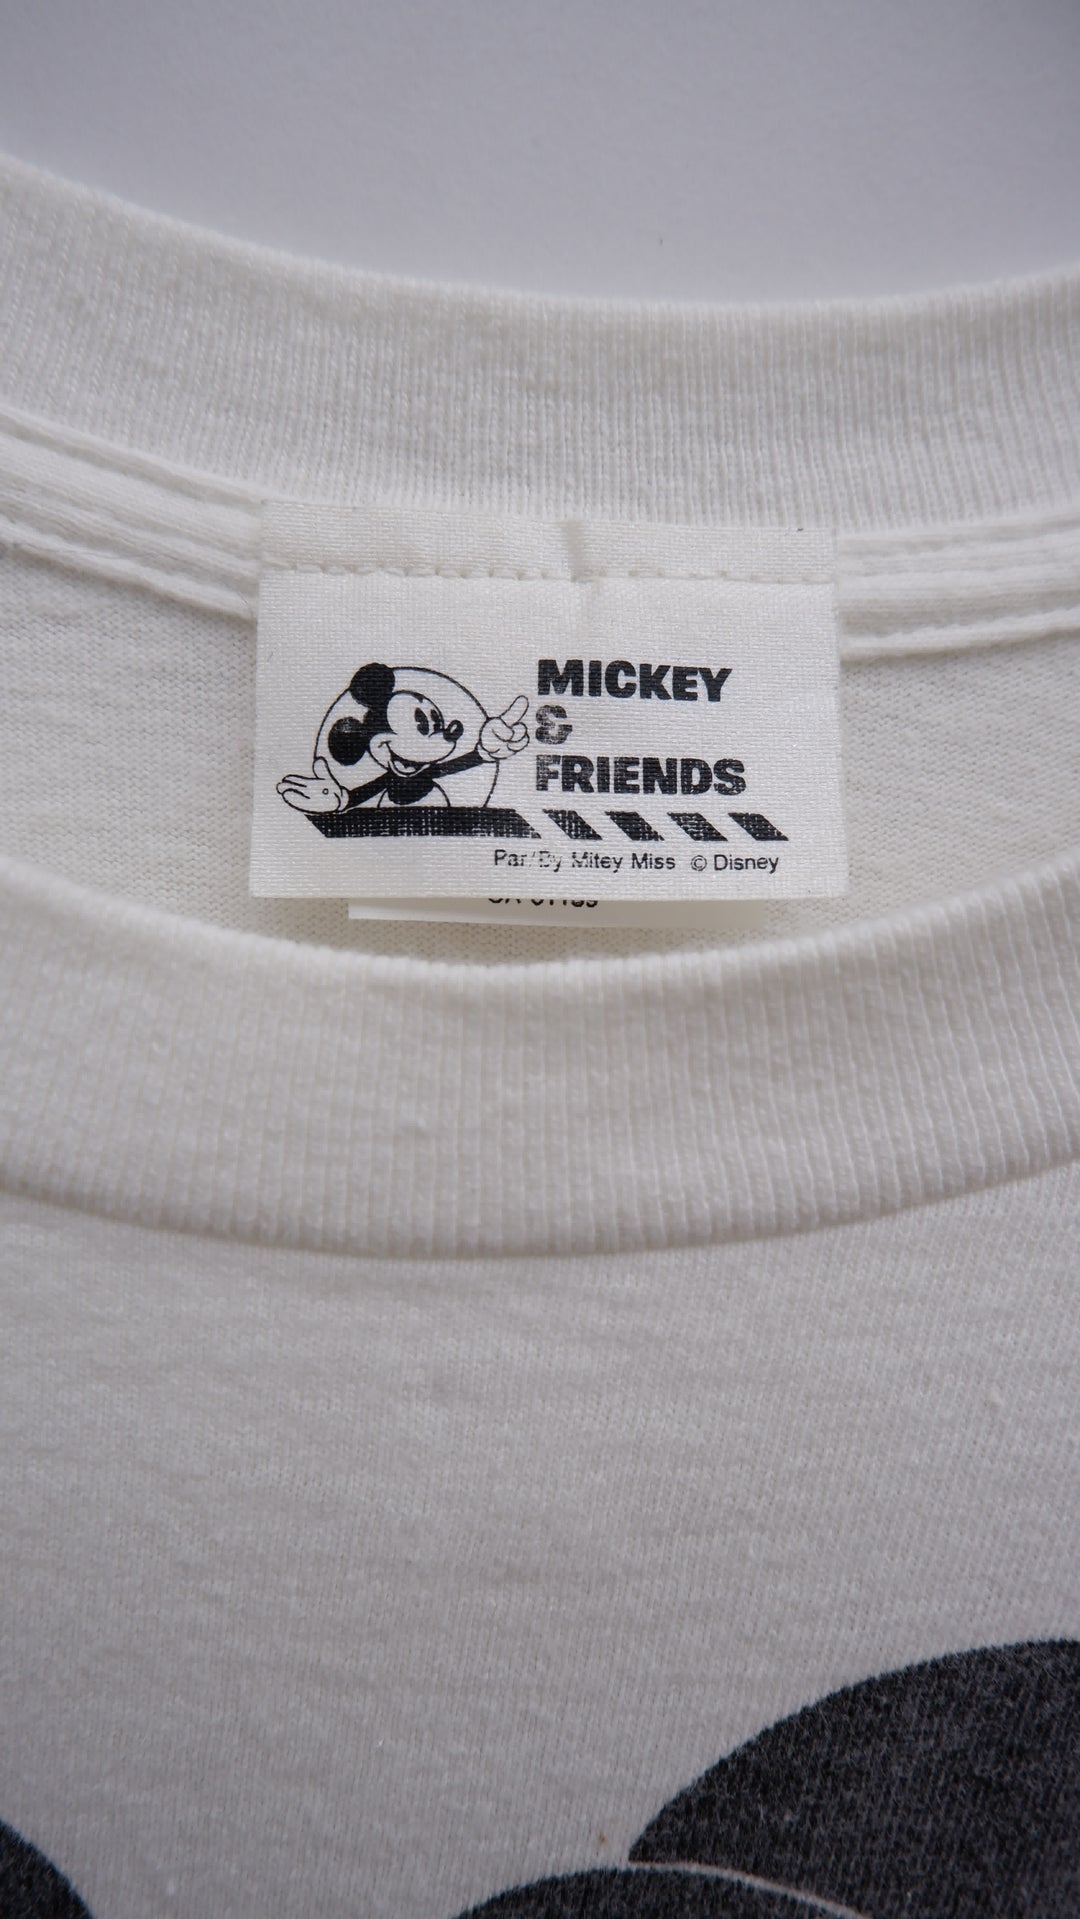 MICKEY
&
FRIENDS
Par/By Mitey Miss © Disney